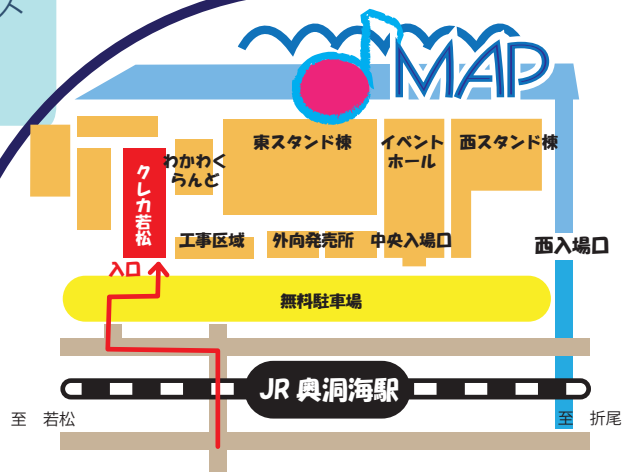 MAP
東スタンド棟
イベント
ホール
西スタンド棟
わかわく
らんど
クレカ若松
工事区域
外向発売所
中央入場口
西入場口
入口
無料駐車場
JR 奥洞海駅
至 若松
至 折尾